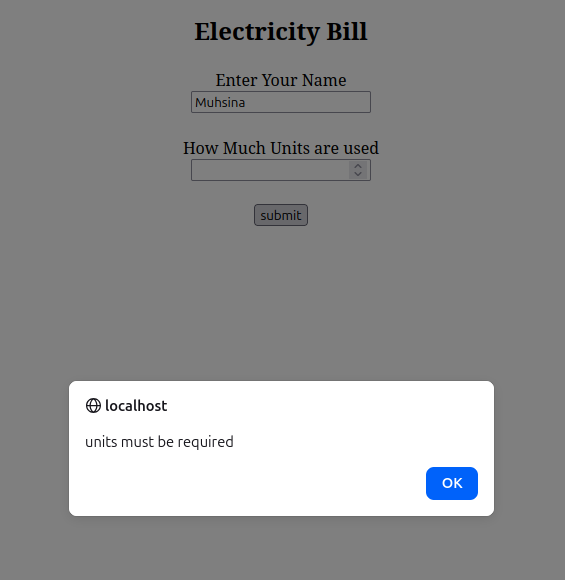 Electricity Bill
Enter Your Name
Muhsina
How Much Units are used
submit
localhost
units must be required
OK